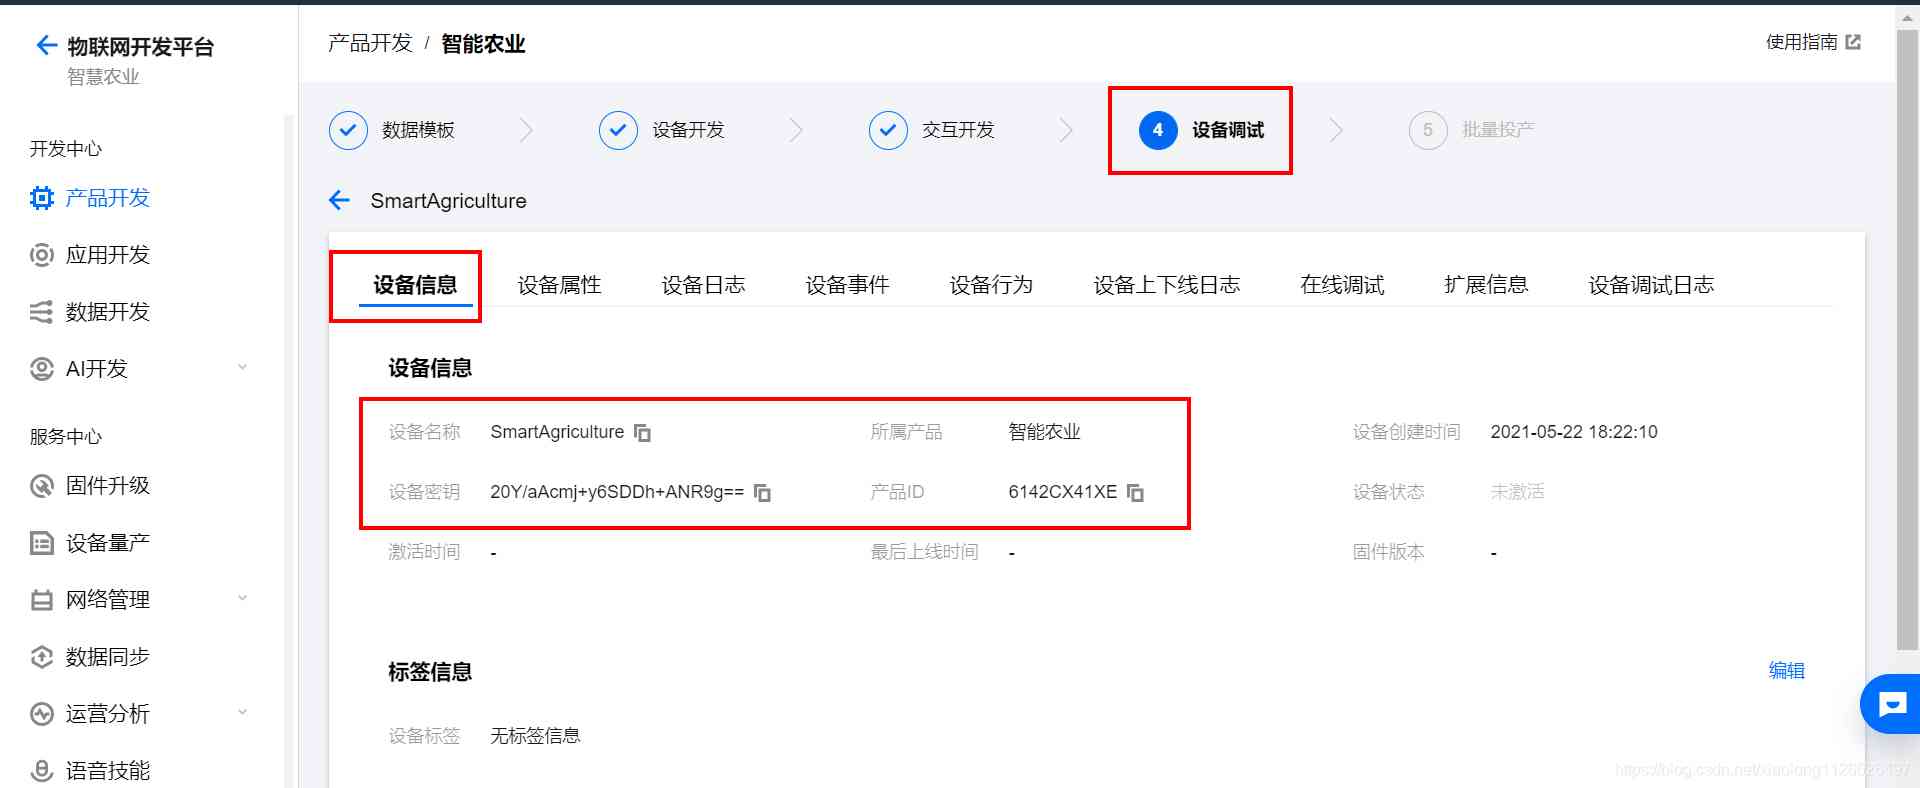 物联网开发平台
智慧农业
产品开发 / 智能农业
使用指南
数据模板
设备开发
交互开发
4 设备调试
5 批量投产
SmartAgriculture
开发中心
产品开发
应用开发
数据开发
AI开发
服务中心
固件升级
设备量产
网络管理
数据同步
运营分析
语音技能
设备信息 设备属性 设备日志 设备事件 设备行为 设备上下线日志 在线调试 扩展信息 设备调试日志
设备信息
设备名称 SmartAgriculture 所属产品 智能农业 设备创建时间 2021-05-22 18:22:10
设备密钥 20Y/aAcmj+y6SDDh+ANR9g== 产品ID 6142CX41XE 设备状态 未激活
激活时间 - 最后上线时间 - 固件版本 -
标签信息 编辑
设备标签 无标签信息